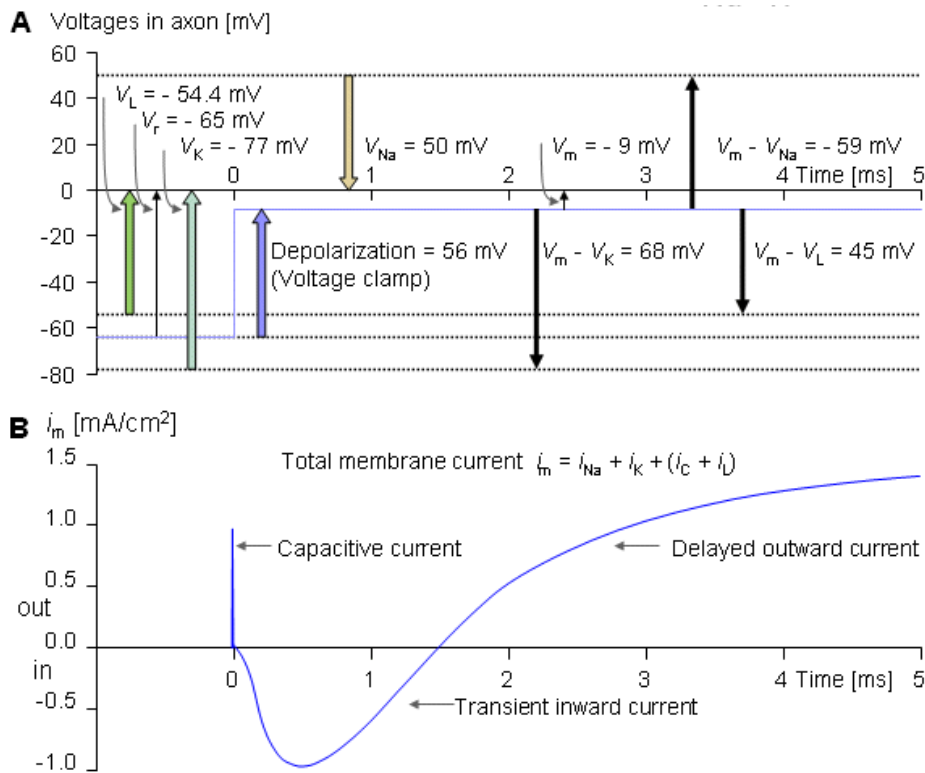 A Voltages in axon [mV]
60
40
20
0
-20
-40
-60
-80
V_L = - 54.4 mV
V_r = - 65 mV
V_K = - 77 mV
V_Na = 50 mV
V_m = - 9 mV
V_m - V_Na = - 59 mV
0 1 2 3 4 Time [ms] 5
Depolarization = 56 mV
(Voltage clamp)
V_m - V_K = 68 mV
V_m - V_L = 45 mV
B i_m [mA/cm²]
1.5
1.0
0.5
out
0.0
in
-0.5
-1.0
Total membrane current i_m = i_Na + i_K + (i_C + i_L)
Capacitive current
Delayed outward current
0 1 2 3 4 Time [ms] 5
Transient inward current